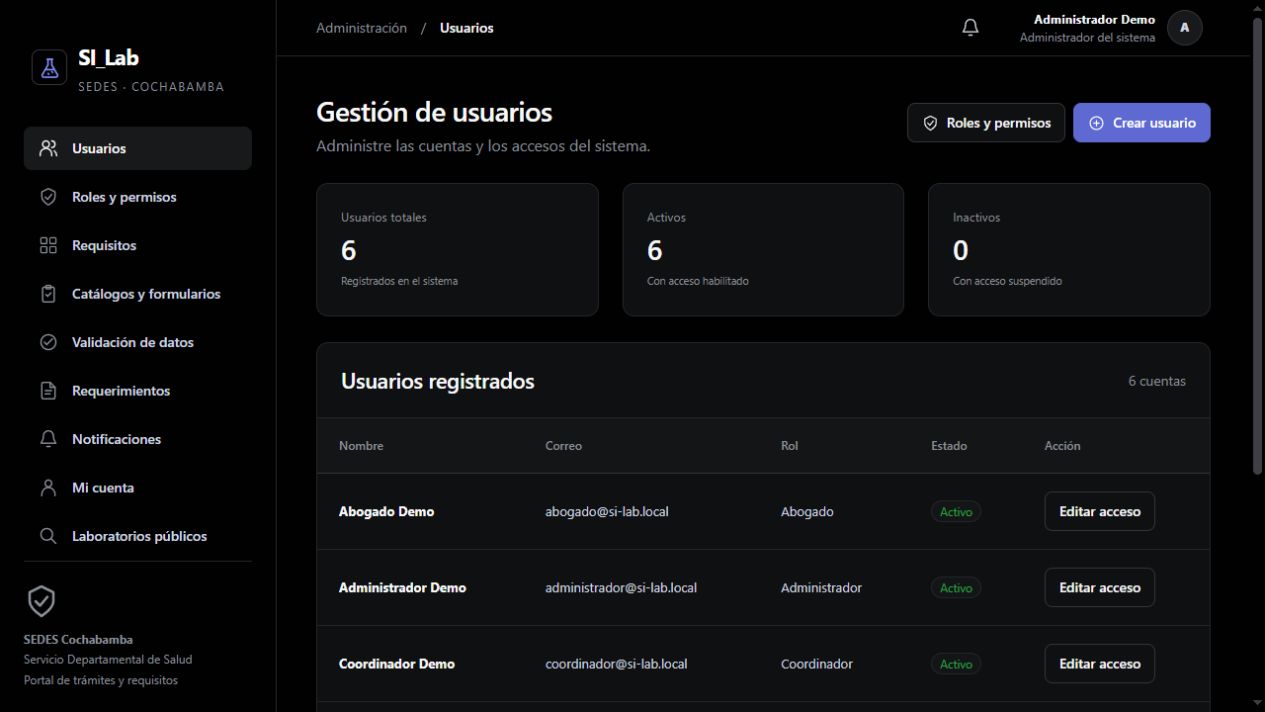 SI_Lab
SEDES - COCHABAMBA
Usuarios
Roles y permisos
Requisitos
Catálogos y formularios
Validación de datos
Requerimientos
Notificaciones
Mi cuenta
Laboratorios públicos
SEDES Cochabamba
Servicio Departamental de Salud
Portal de trámites y requisitos
Administración / Usuarios
Administrador Demo
Administrador del sistema
A
Gestión de usuarios
Administre las cuentas y los accesos del sistema.
Roles y permisos
Crear usuario
Usuarios totales
6
Registrados en el sistema
Activos
6
Con acceso habilitado
Inactivos
0
Con acceso suspendido
Usuarios registrados
6 cuentas
Nombre Correo Rol Estado Acción
Abogado Demo abogado@si-lab.local Abogado Activo Editar acceso
Administrador Demo administrador@si-lab.local Administrador Activo Editar acceso
Coordinador Demo coordinador@si-lab.local Coordinador Activo Editar acceso